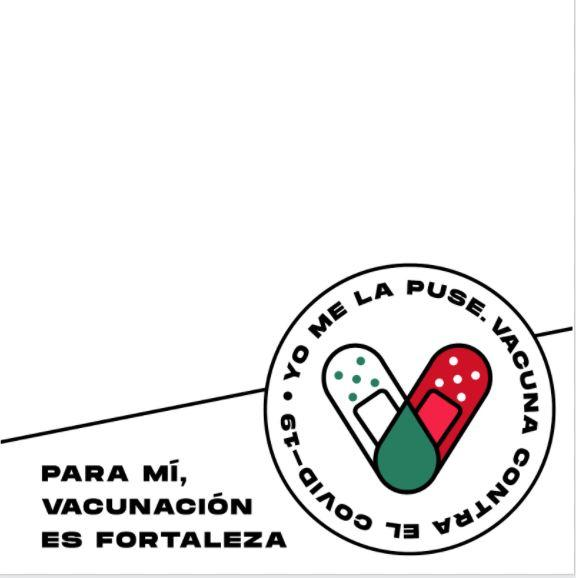 • YO ME LA PUSE. VACUNA CONTRA EL COVID-19
PARA MÍ,
VACUNACIÓN
ES FORTALEZA